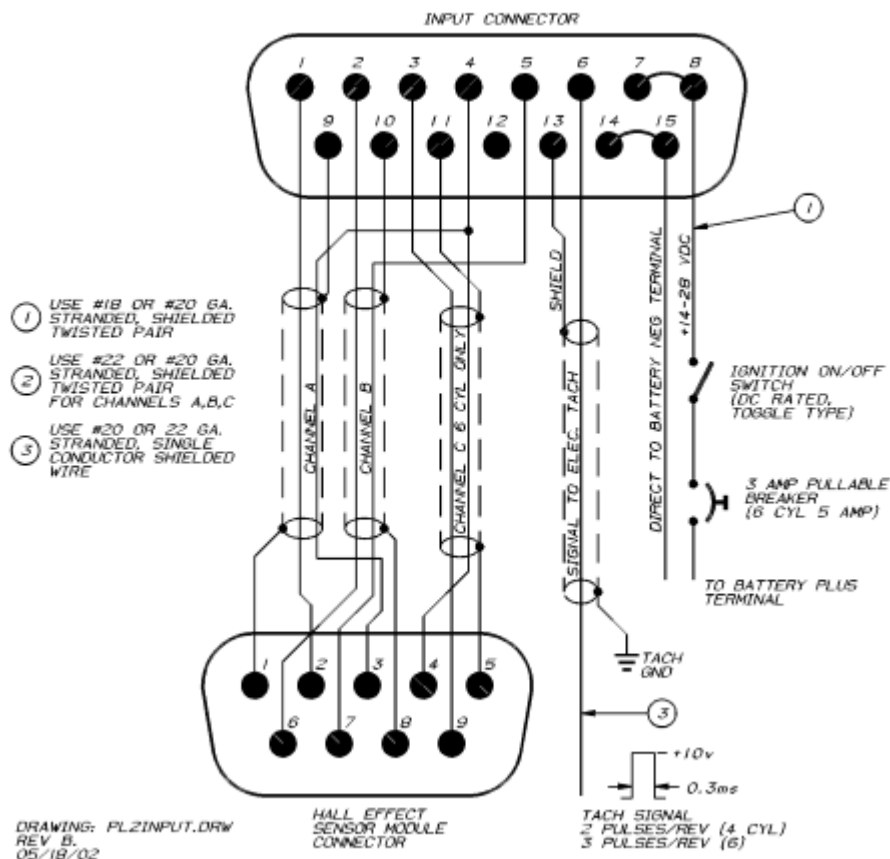 INPUT CONNECTOR
1 2 3 4 5 6 7 8
9 10 11 12 13 14 15
1
SHIELD
DIRECT TO BATTERY NEG TERMINAL
+14-28 VDC
1 USE #18 OR #20 GA.
STRANDED, SHIELDED
TWISTED PAIR
2 USE #22 OR #20 GA.
STRANDED, SHIELDED
TWISTED PAIR
FOR CHANNELS A,B,C
3 USE #20 OR 22 GA.
STRANDED, SINGLE
CONDUCTOR SHIELDED
WIRE
CHANNEL A
CHANNEL B
CHANNEL C 6 CYL ONLY
SIGNAL TO ELEC. TACH
IGNITION ON/OFF
SWITCH
(DC RATED,
TOGGLE TYPE)
3 AMP PULLABLE
BREAKER
(6 CYL 5 AMP)
TO BATTERY PLUS
TERMINAL
TACH
GND
1 2 3 4 5
6 7 8 9
3
+10v
0.3ms
TACH SIGNAL
2 PULSES/REV (4 CYL)
3 PULSES/REV (6)
HALL EFFECT
SENSOR MODULE
CONNECTOR
DRAWING: PLZINPUT.DRW
REV B.
05/18/02